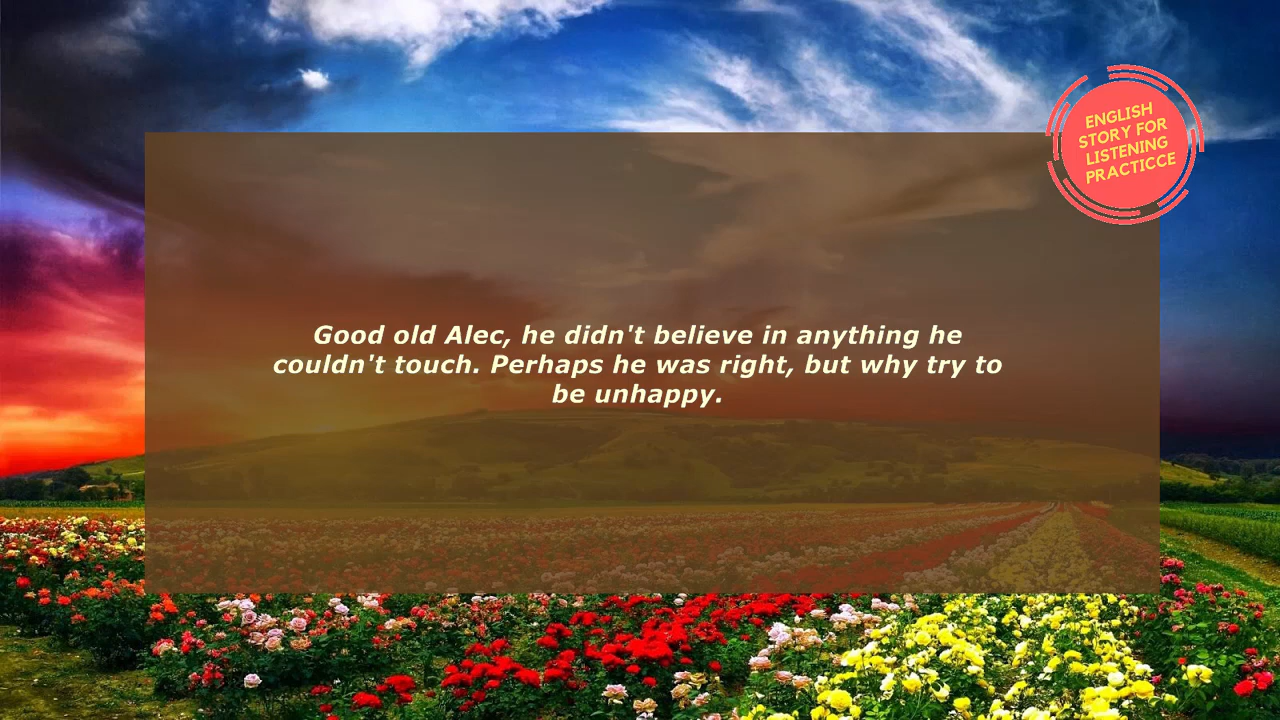 ENGLISH
STORY FOR
LISTENING
PRACTICCE
Good old Alec, he didn't believe in anything he
couldn't touch. Perhaps he was right, but why try to
be unhappy.